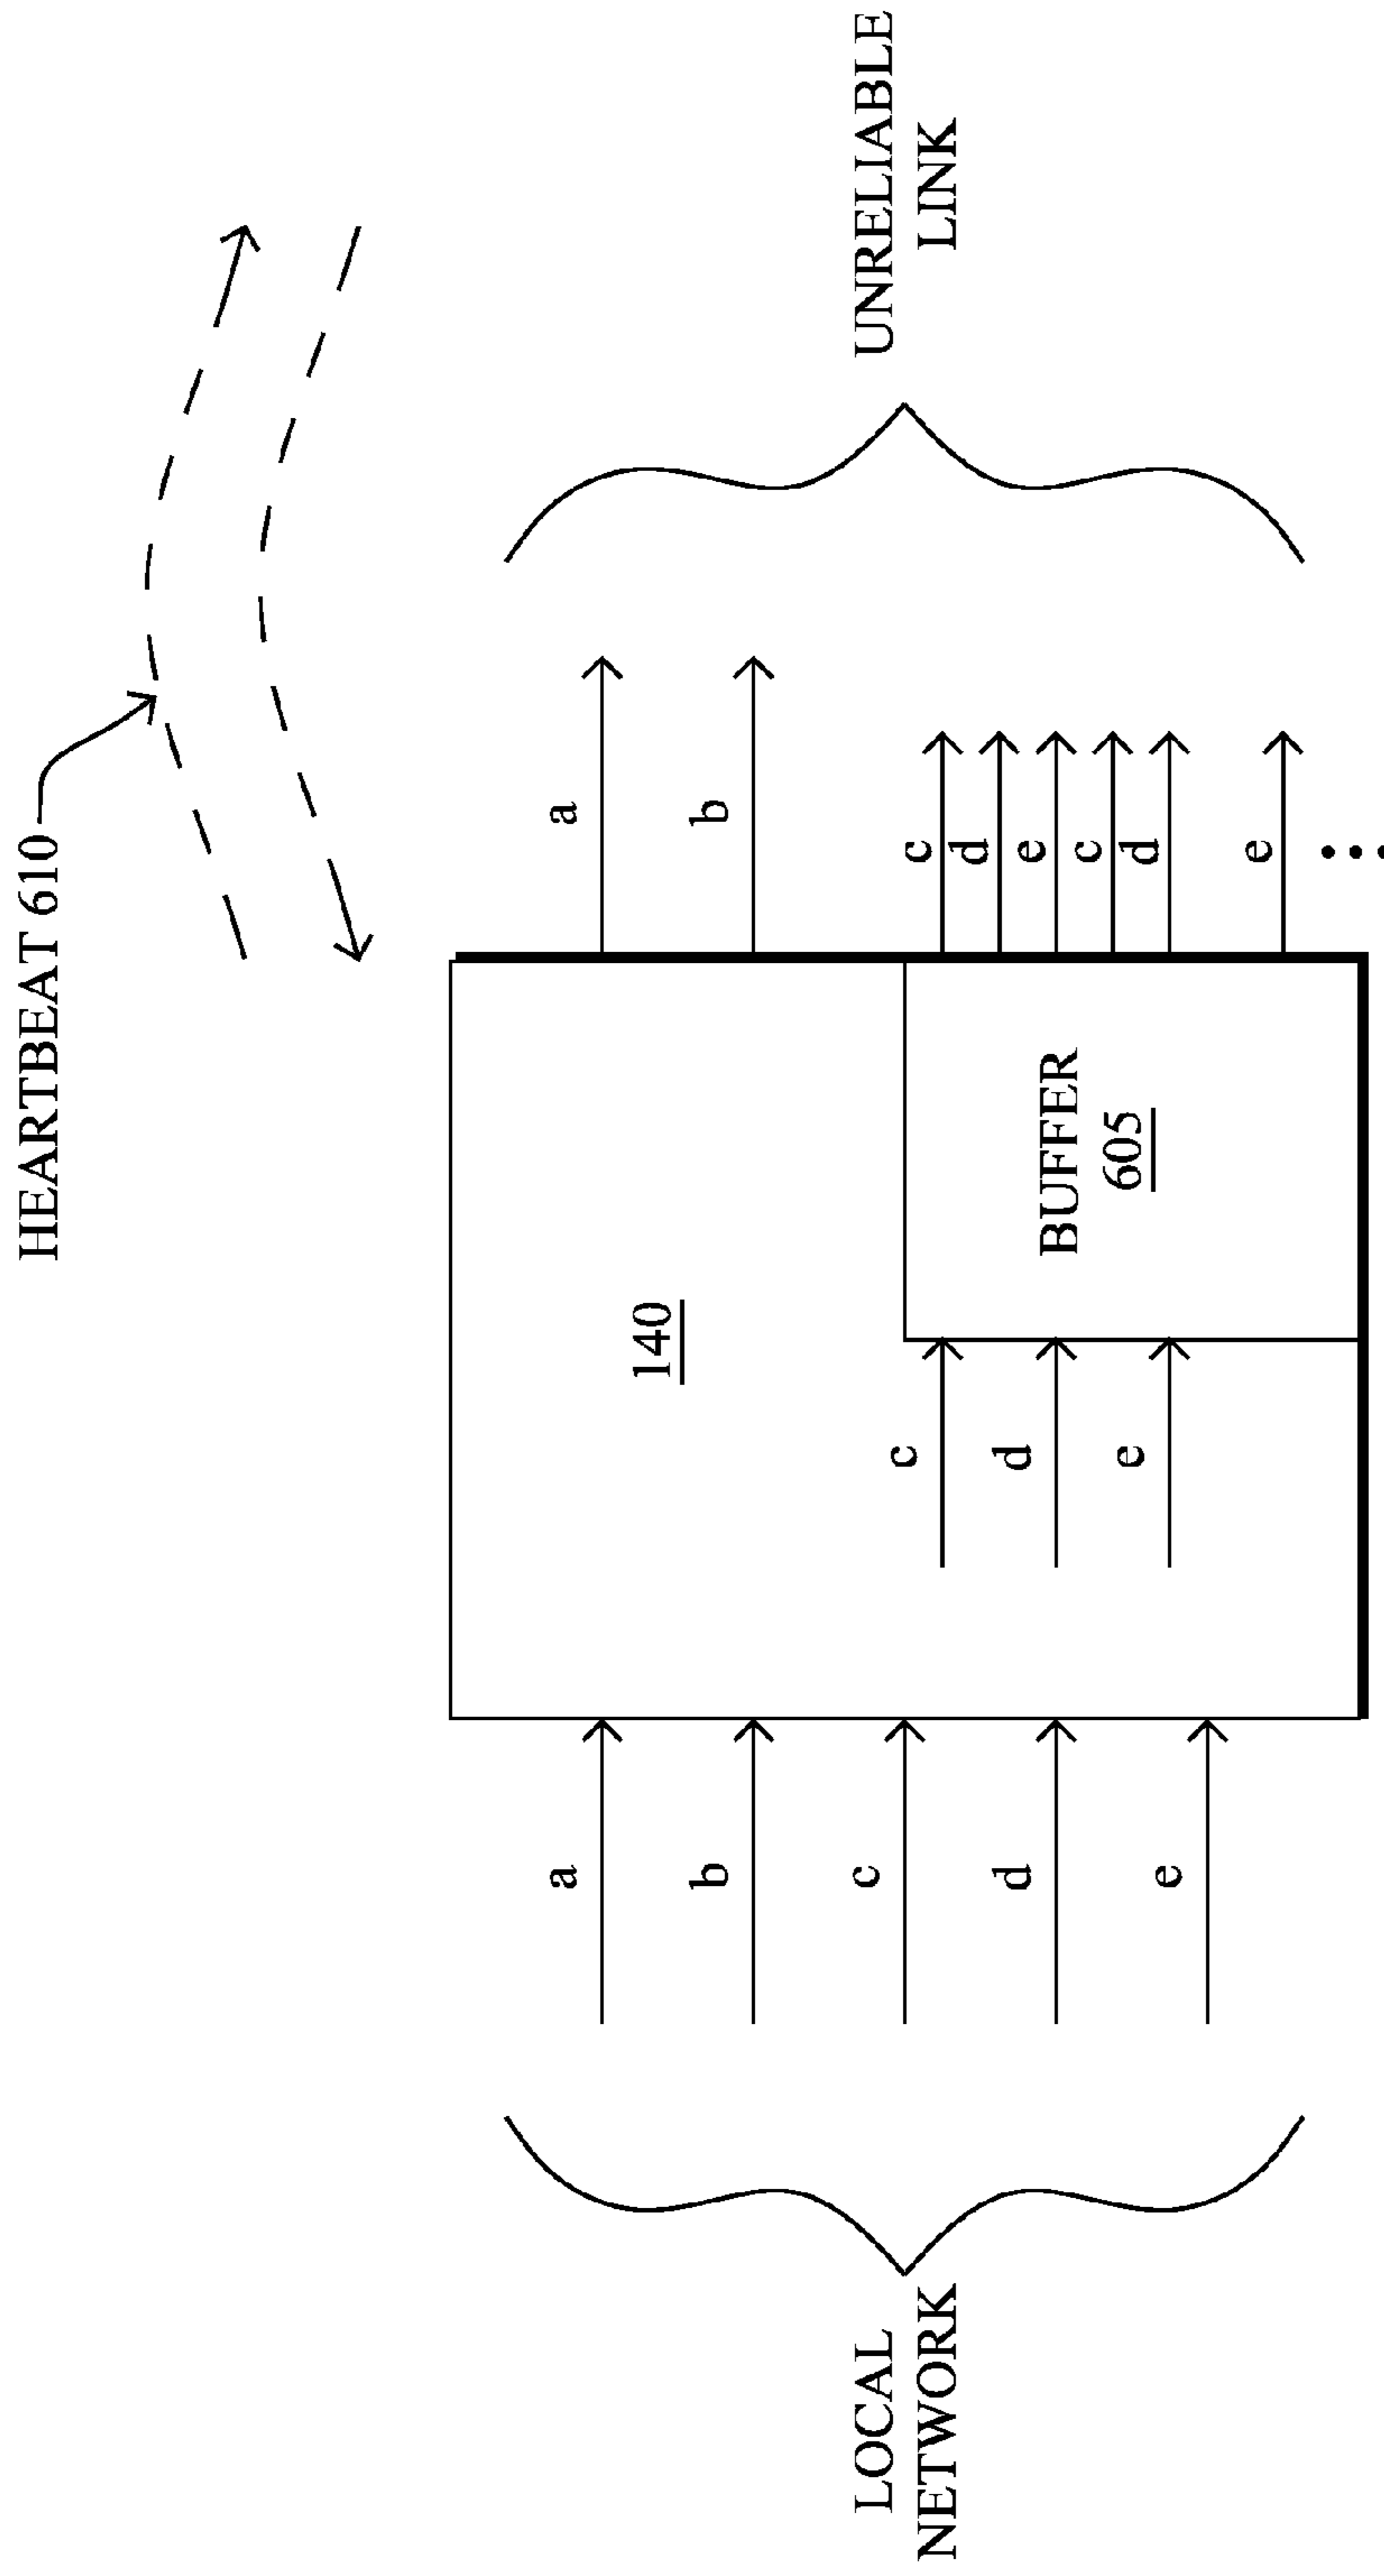 HEARTBEAT 610
LOCAL
NETWORK
a
b
c
d
e
140
c
d
e
BUFFER
605
a
b
c
d
e
c
d
e
...
UNRELIABLE
LINK